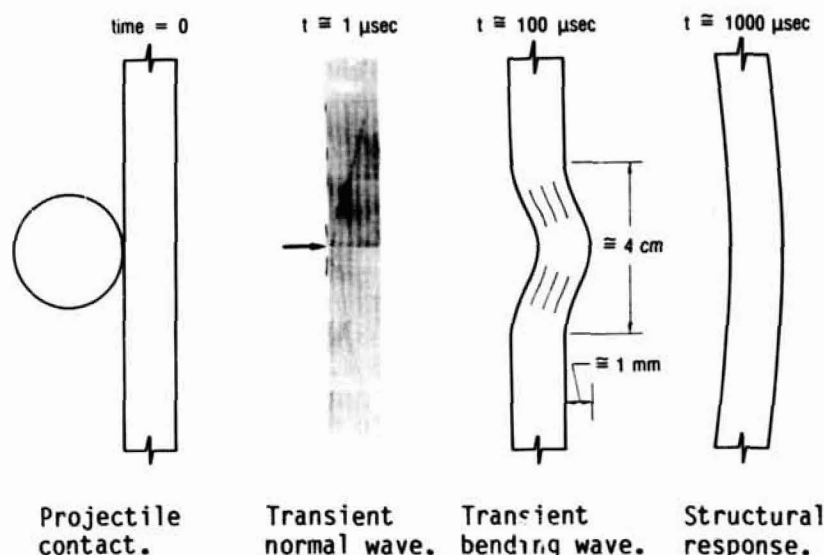 time = 0
t ≅ 1 μsec
t ≅ 100 μsec
t ≅ 1000 μsec
≅ 4 cm
≅ 1 mm
Projectile contact.
Transient normal wave.
Transient bending wave.
Structural response.